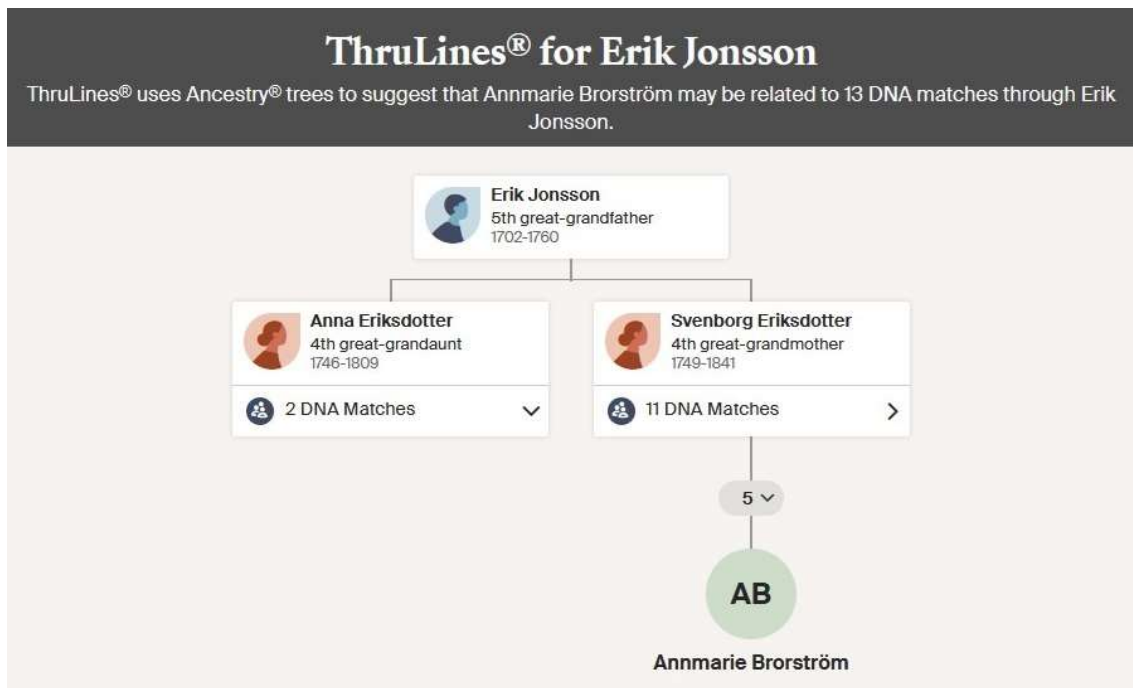 ThruLines® for Erik Jonsson
ThruLines® uses Ancestry® trees to suggest that Annmarie Brorström may be related to 13 DNA matches through Erik
Jonsson.
Erik Jonsson
5th great-grandfather
1702-1760
Anna Eriksdotter
4th great-grandaunt
1746-1809
2 DNA Matches
Svenborg Eriksdotter
4th great-grandmother
1749-1841
11 DNA Matches
5
AB
Annmarie Brorström